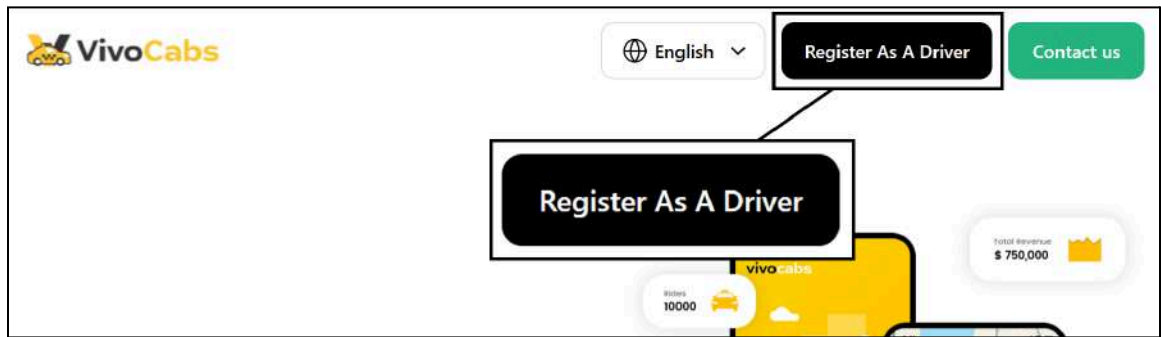 VivoCabs
English
Register As A Driver
Contact us
Register As A Driver
Total Revenue
$ 750,000
vivocabs
Rides
10000